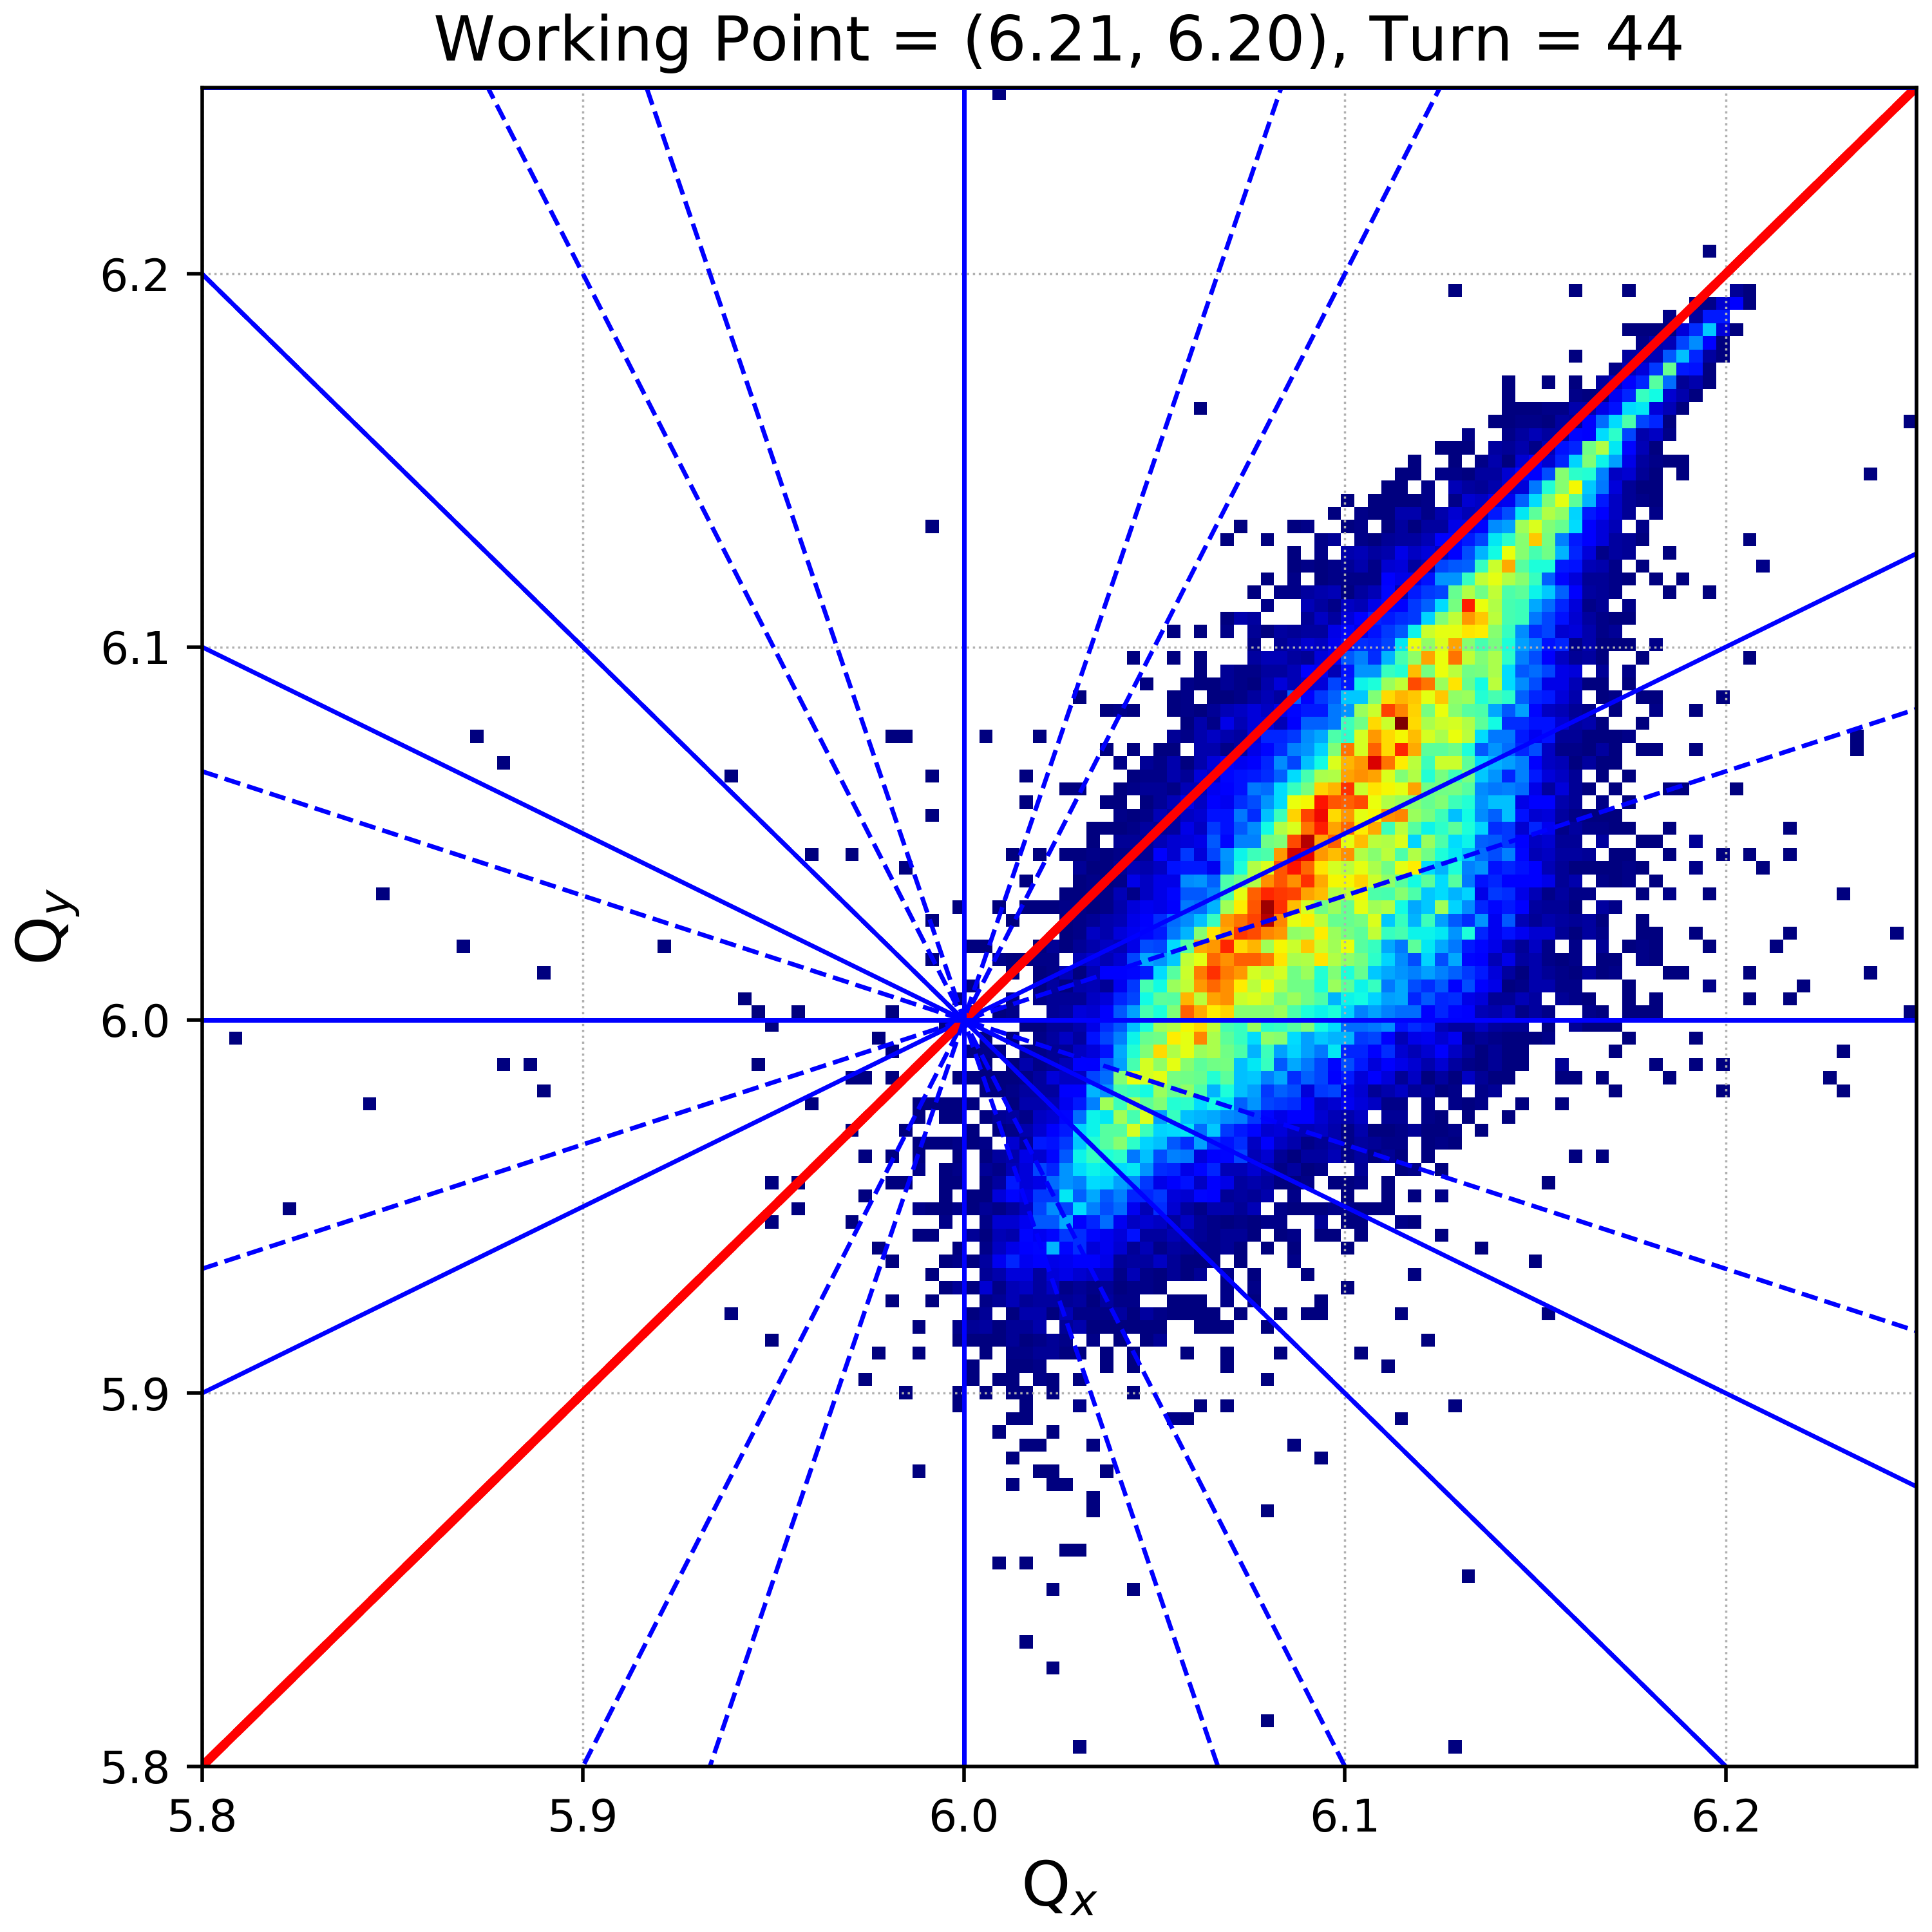 Working Point = (6.21, 6.20), Turn = 44
6.2
6.1
6.0
5.9
5.8
Qy
5.8 5.9 6.0 6.1 6.2
Qx